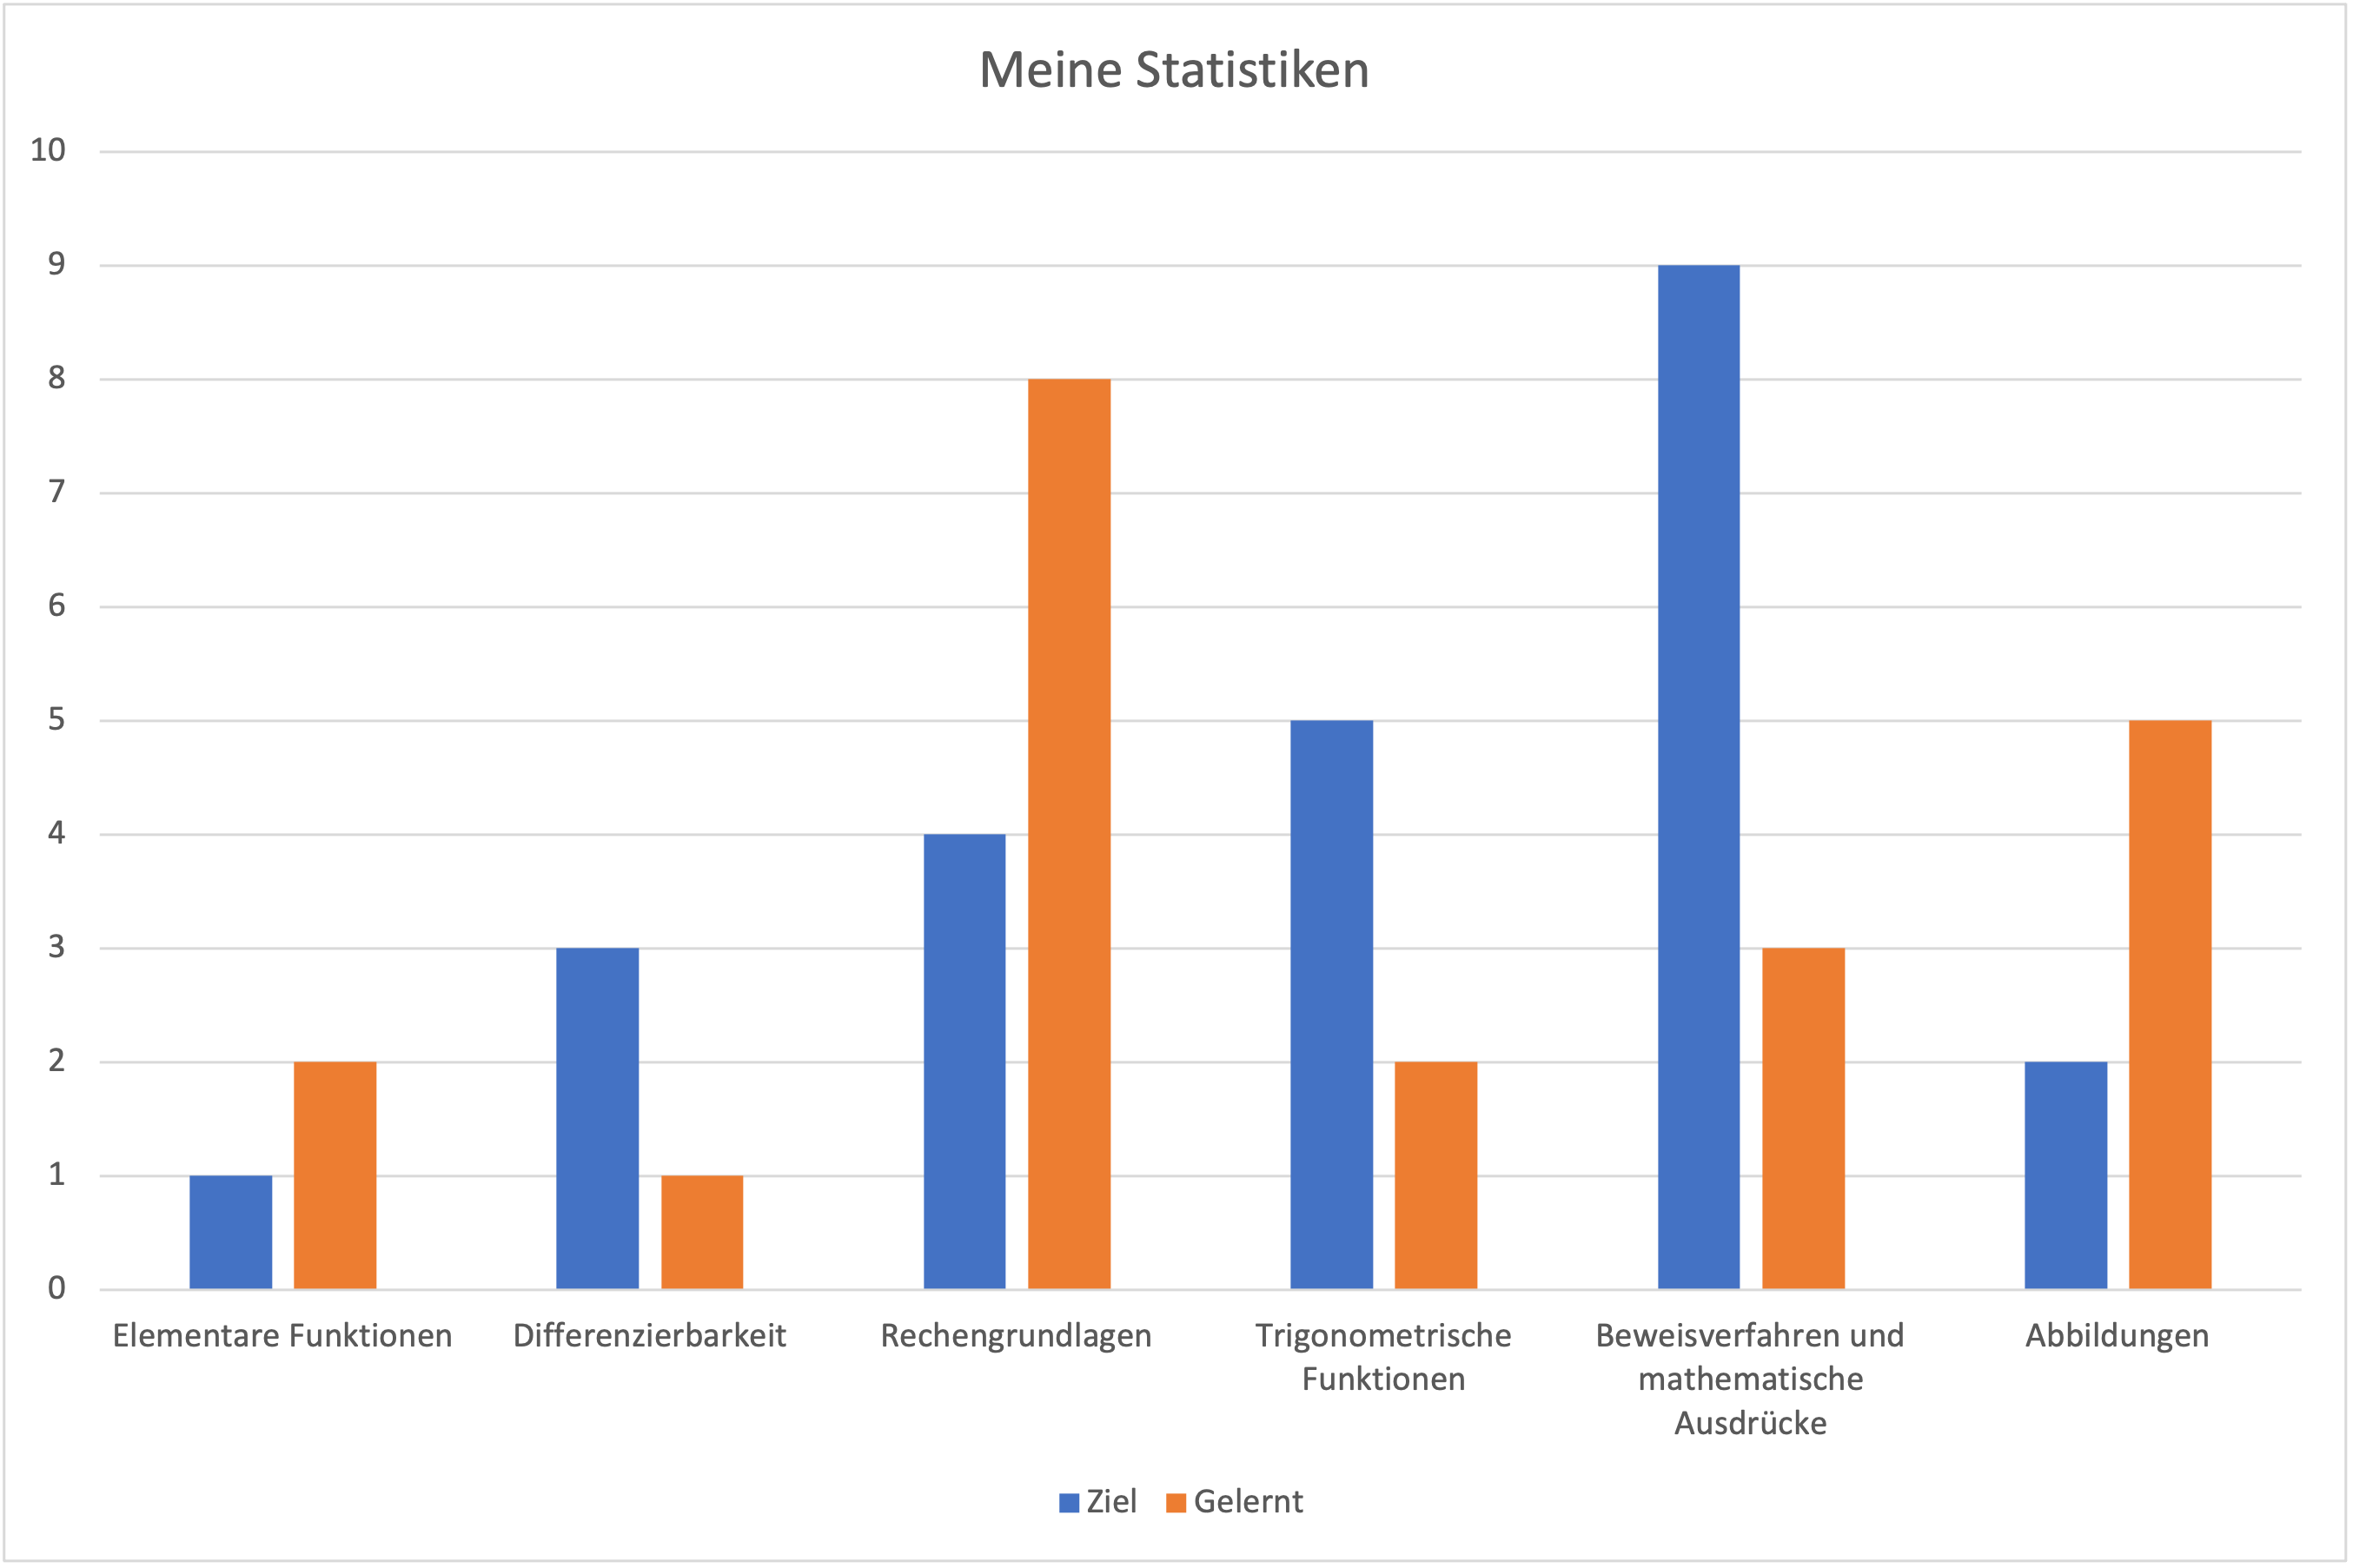 Meine Statistiken
10
9
8
7
6
5
4
3
2
1
0
Elementare Funktionen
Differenzierbarkeit
Rechengrundlagen
Trigonometrische
Funktionen
Beweisverfahren und
mathematische
Ausdrücke
Abbildungen
Ziel
Gelernt